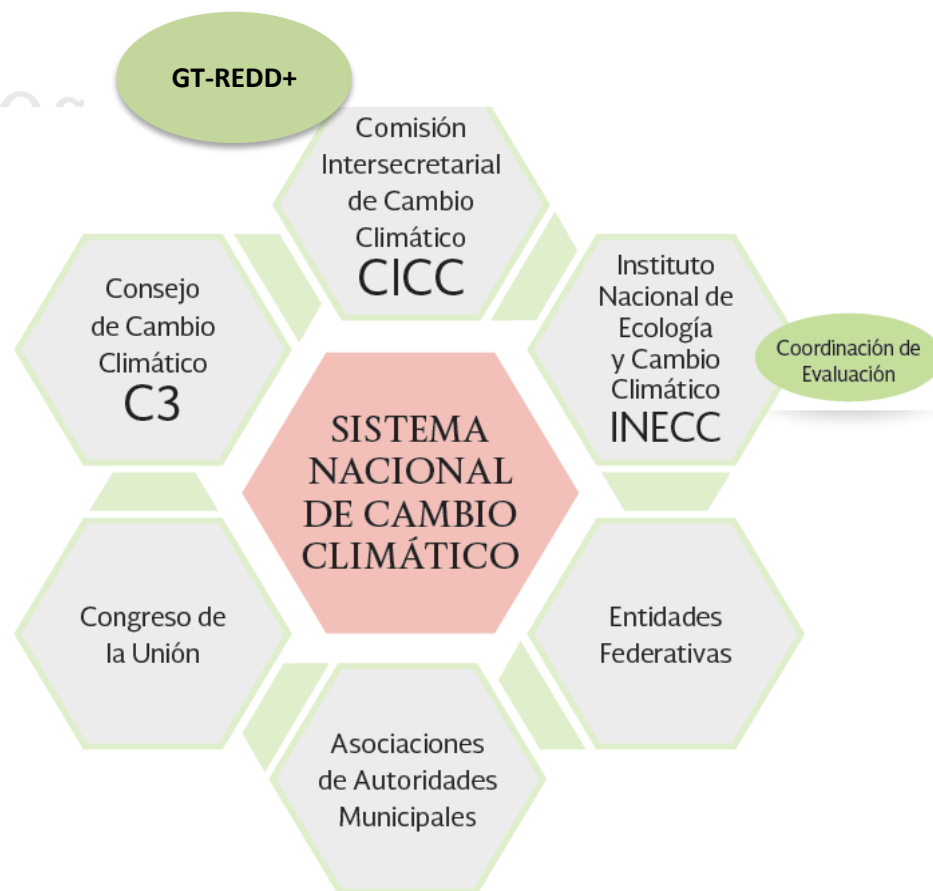 GT-REDD+
Comisión
Intersecretarial
de Cambio
Climático
CICC
Instituto
Nacional de
Ecología
y Cambio
Climático
INECC
Coordinación de
Evaluación
Consejo
de Cambio
Climático
C3
SISTEMA
NACIONAL
DE CAMBIO
CLIMÁTICO
Congreso de
la Unión
Entidades
Federativas
Asociaciones
de Autoridades
Municipales